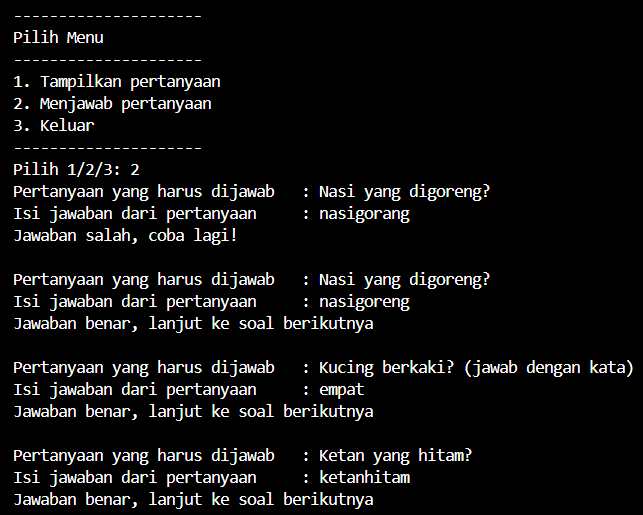 ---------------------
Pilih Menu
---------------------
1. Tampilkan pertanyaan
2. Menjawab pertanyaan
3. Keluar
---------------------
Pilih 1/2/3: 2
Pertanyaan yang harus dijawab   : Nasi yang digoreng?
Isi jawaban dari pertanyaan     : nasigorang
Jawaban salah, coba lagi!

Pertanyaan yang harus dijawab   : Nasi yang digoreng?
Isi jawaban dari pertanyaan     : nasigoreng
Jawaban benar, lanjut ke soal berikutnya

Pertanyaan yang harus dijawab   : Kucing berkaki? (jawab dengan kata)
Isi jawaban dari pertanyaan     : empat
Jawaban benar, lanjut ke soal berikutnya

Pertanyaan yang harus dijawab   : Ketan yang hitam?
Isi jawaban dari pertanyaan     : ketanhitam
Jawaban benar, lanjut ke soal berikutnya